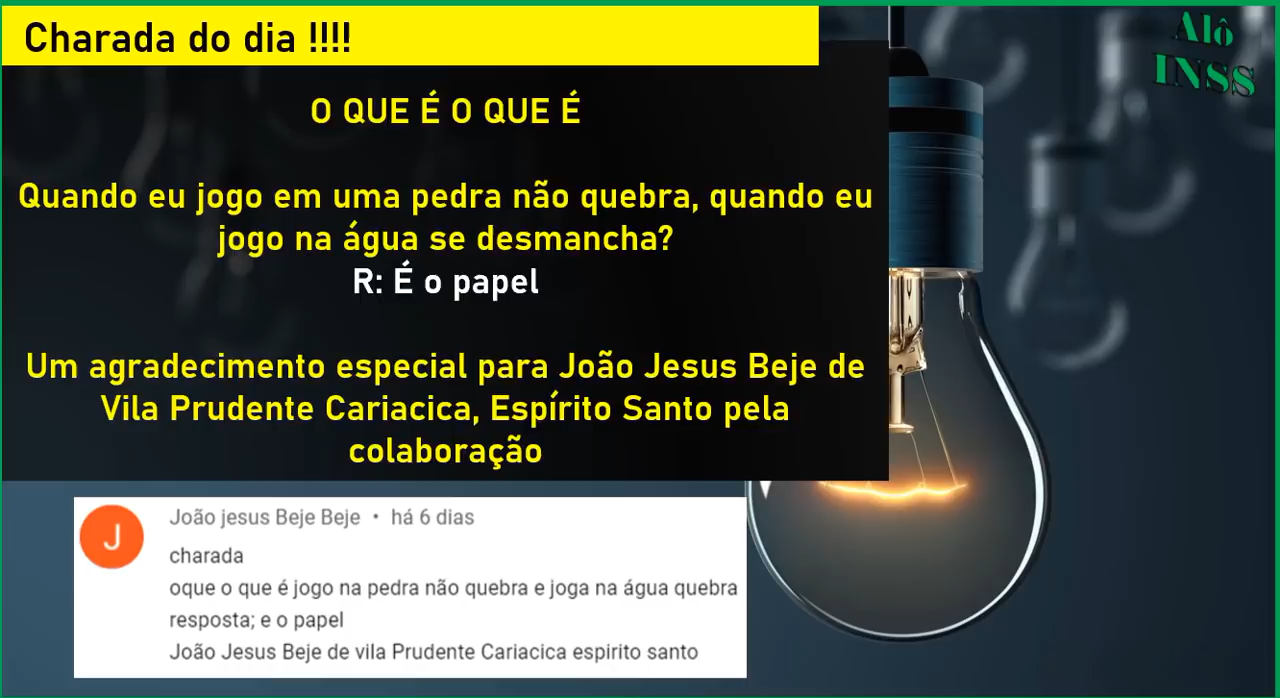 Charada do dia !!!!
Alô
INSS
O QUE É O QUE É
Quando eu jogo em uma pedra não quebra, quando eu
jogo na água se desmancha?
R: É o papel
Um agradecimento especial para João Jesus Beje de
Vila Prudente Cariacica, Espírito Santo pela
colaboração
J
João jesus Beje Beje • há 6 dias
charada
oque o que é jogo na pedra não quebra e joga na água quebra
resposta; e o papel
João Jesus Beje de vila Prudente Cariacica espirito santo